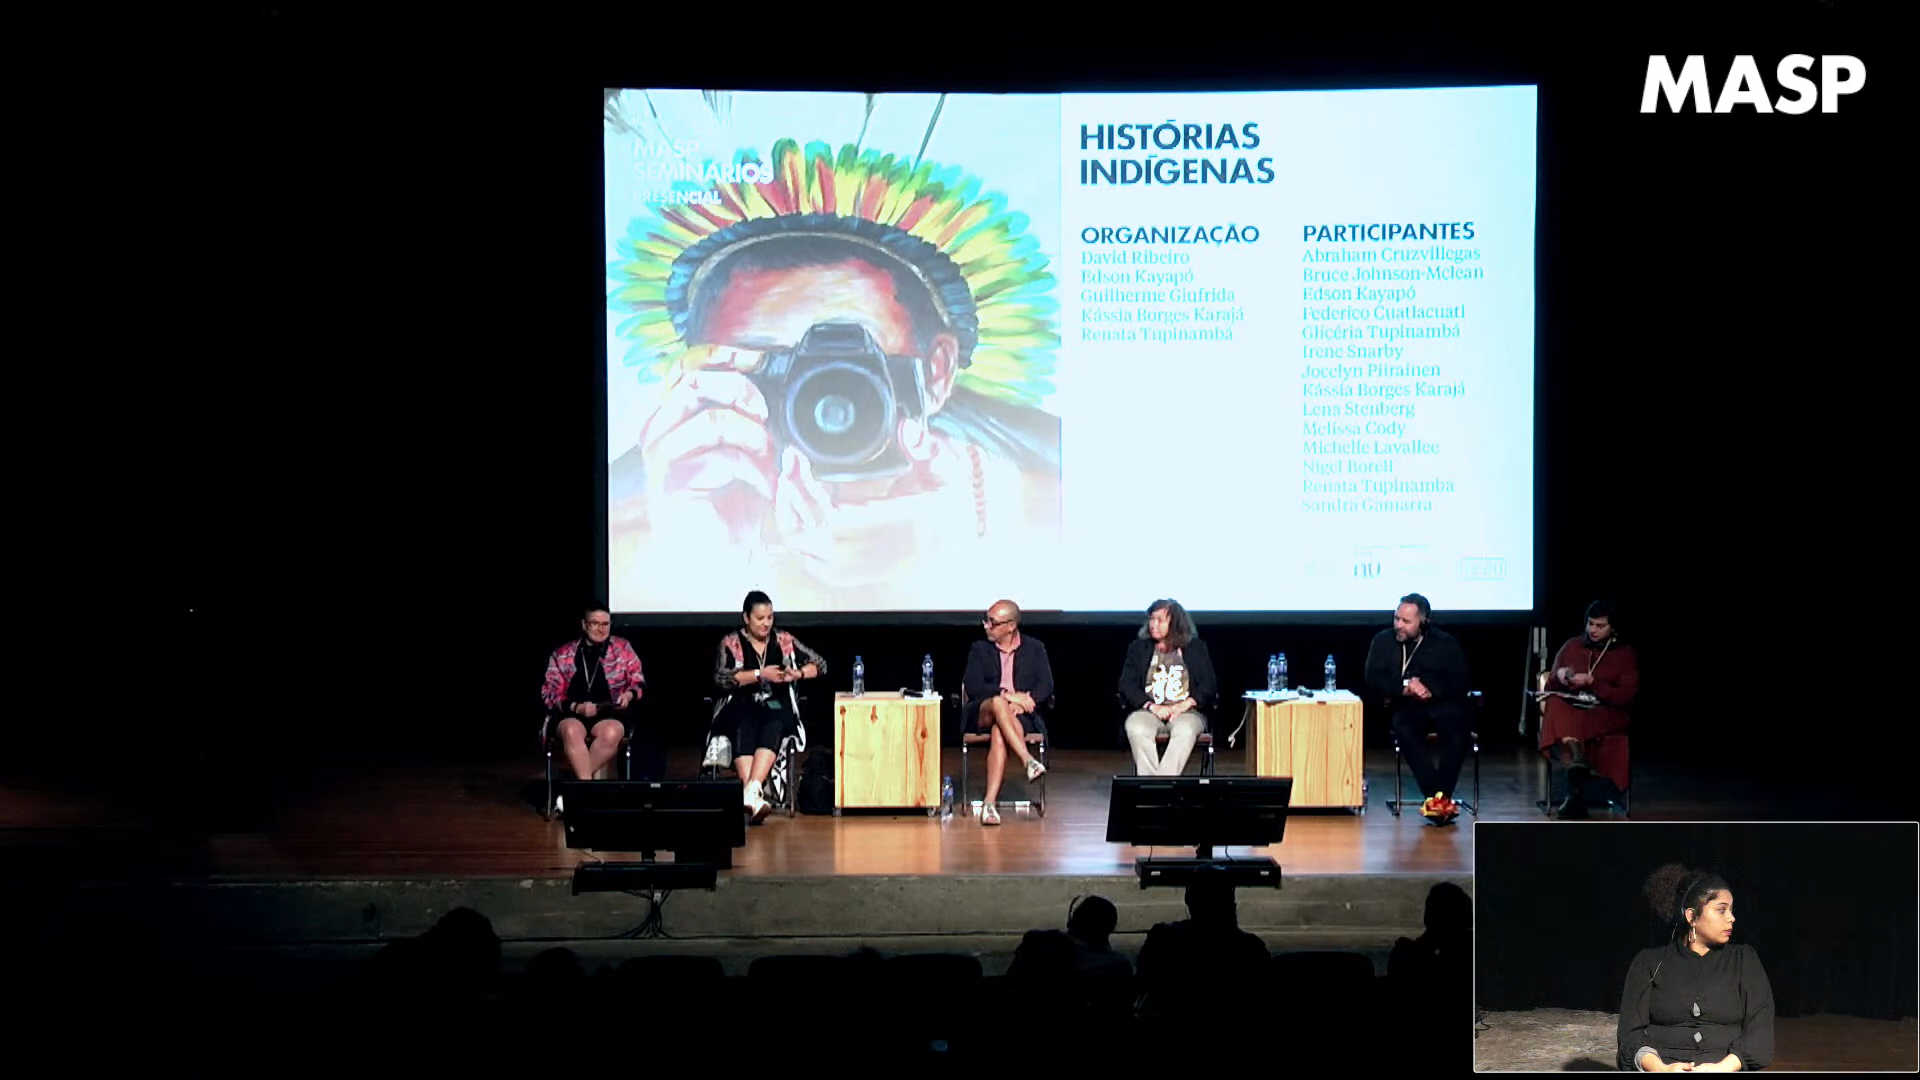 MASP
MASP
SEMINÁRIOS
PRESENCIAL
HISTÓRIAS
INDÍGENAS
ORGANIZAÇÃO
David Ribeiro
Edson Kayapó
Guilherme Giufrida
Kássia Borges Karajá
Renata Tupinambá
PARTICIPANTES
Abraham Cruzvillegas
Bruce Johnson-Mclean
Edson Kayapó
Federico Cuatlacuatl
Glicéria Tupinambá
Irene Snarby
Jocelyn Piirainen
Kássia Borges Karajá
Lena Stenberg
Melissa Cody
Michelle Lavallee
Nigel Borell
Renata Tupinambá
Sandra Gamarra
nu
龍